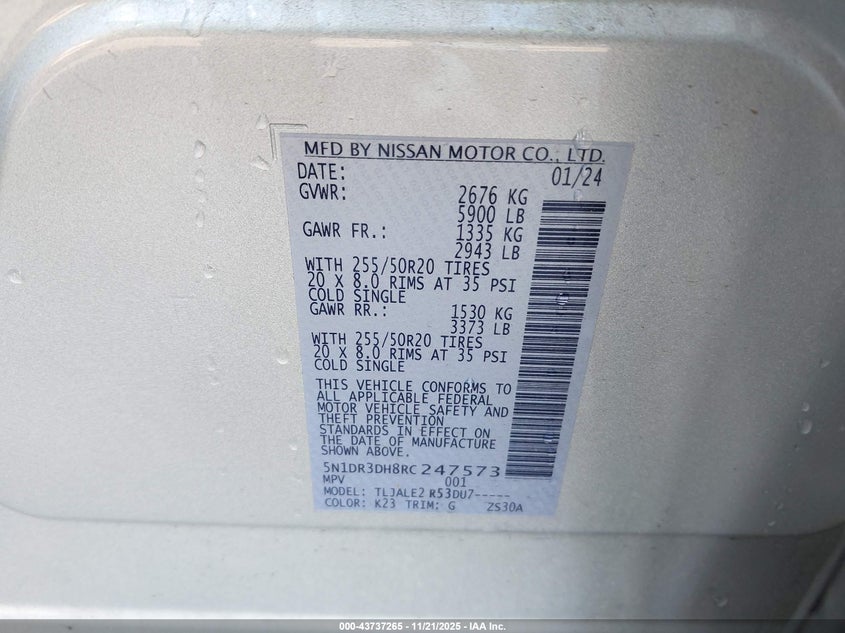 MFD BY NISSAN MOTOR CO., LTD.
DATE: 01/24
GVWR: 2676 KG
5900 LB
GAWR FR.: 1335 KG
2943 LB
WITH 255/50R20 TIRES
20 X 8.0 RIMS AT 35 PSI
COLD SINGLE
GAWR RR.: 1530 KG
3373 LB
WITH 255/50R20 TIRES
20 X 8.0 RIMS AT 35 PSI
COLD SINGLE
THIS VEHICLE CONFORMS TO
ALL APPLICABLE FEDERAL
MOTOR VEHICLE SAFETY AND
THEFT PREVENTION
STANDARDS IN EFFECT ON
THE DATE OF MANUFACTURE
SHOWN ABOVE.
5N1DR3DH8RC247573
MPV 001
MODEL: TLJALE2 R53DU7-----
COLOR: K23 TRIM: G ZS30A
000-43737265 - 11/21/2025 - IAA Inc.